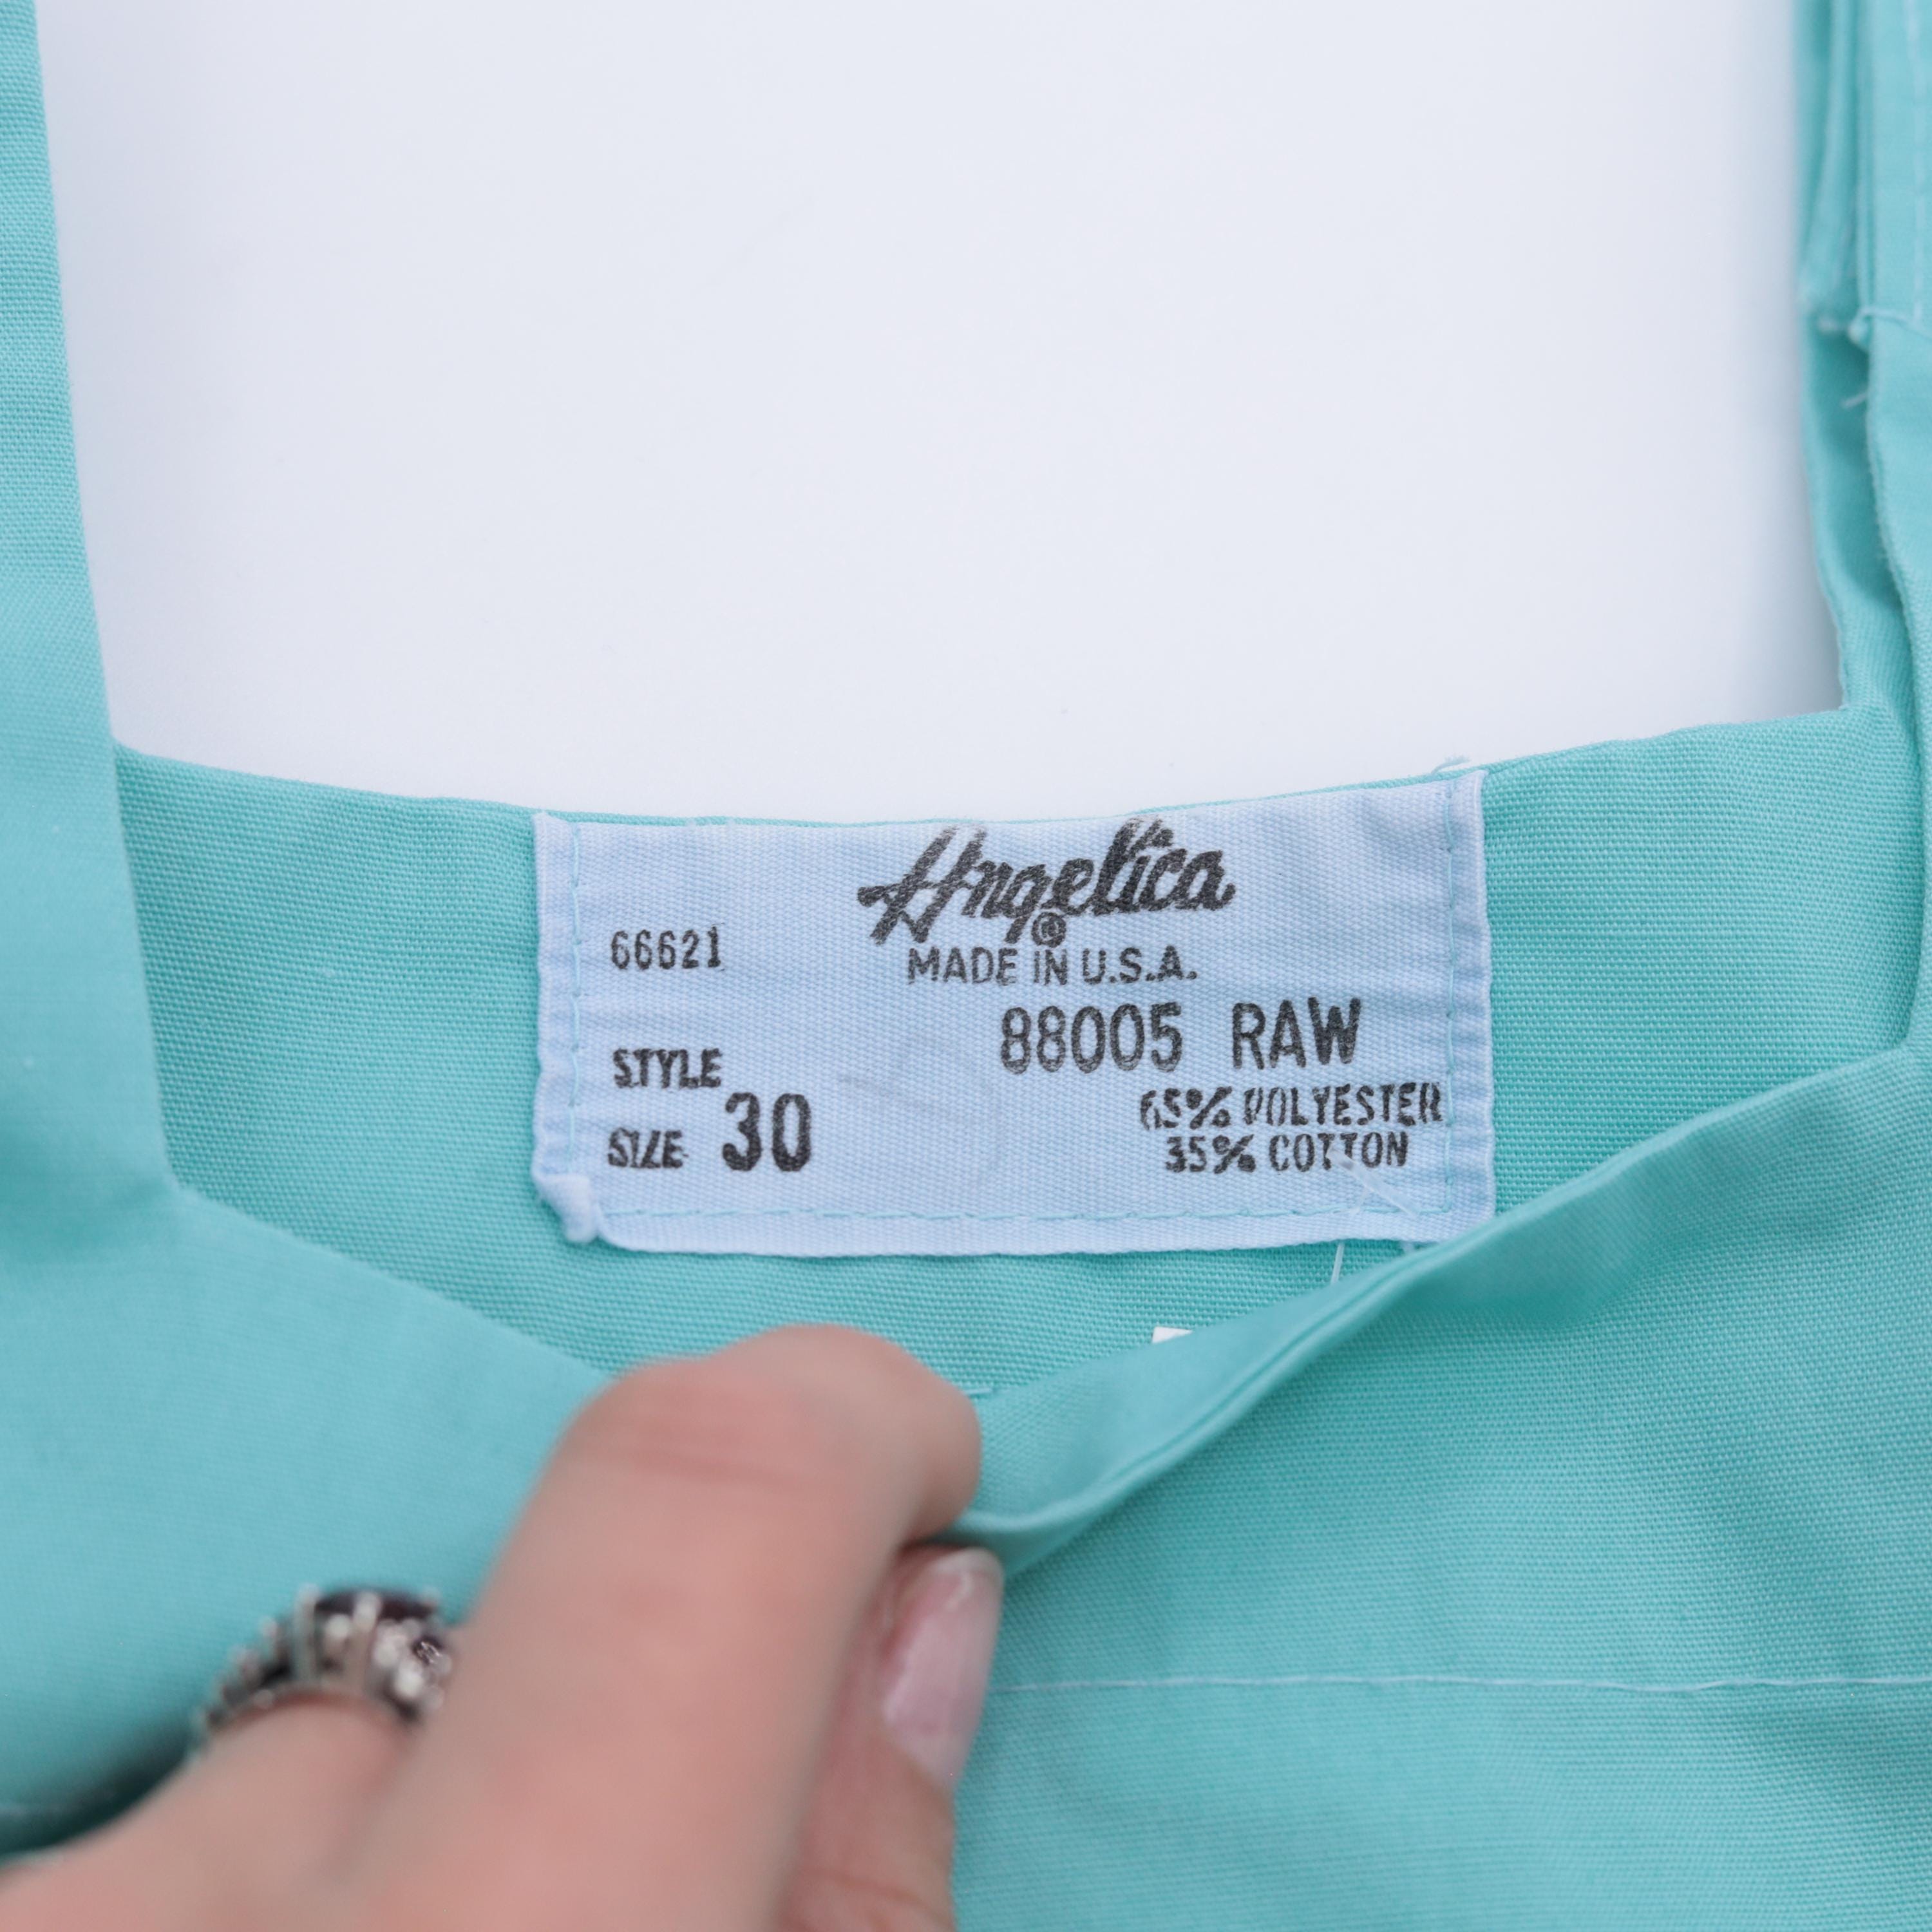 Angelica
®
66621 MADE IN U.S.A.
STYLE 88005 RAW
SIZE 30 65% POLYESTER
35% COTTON